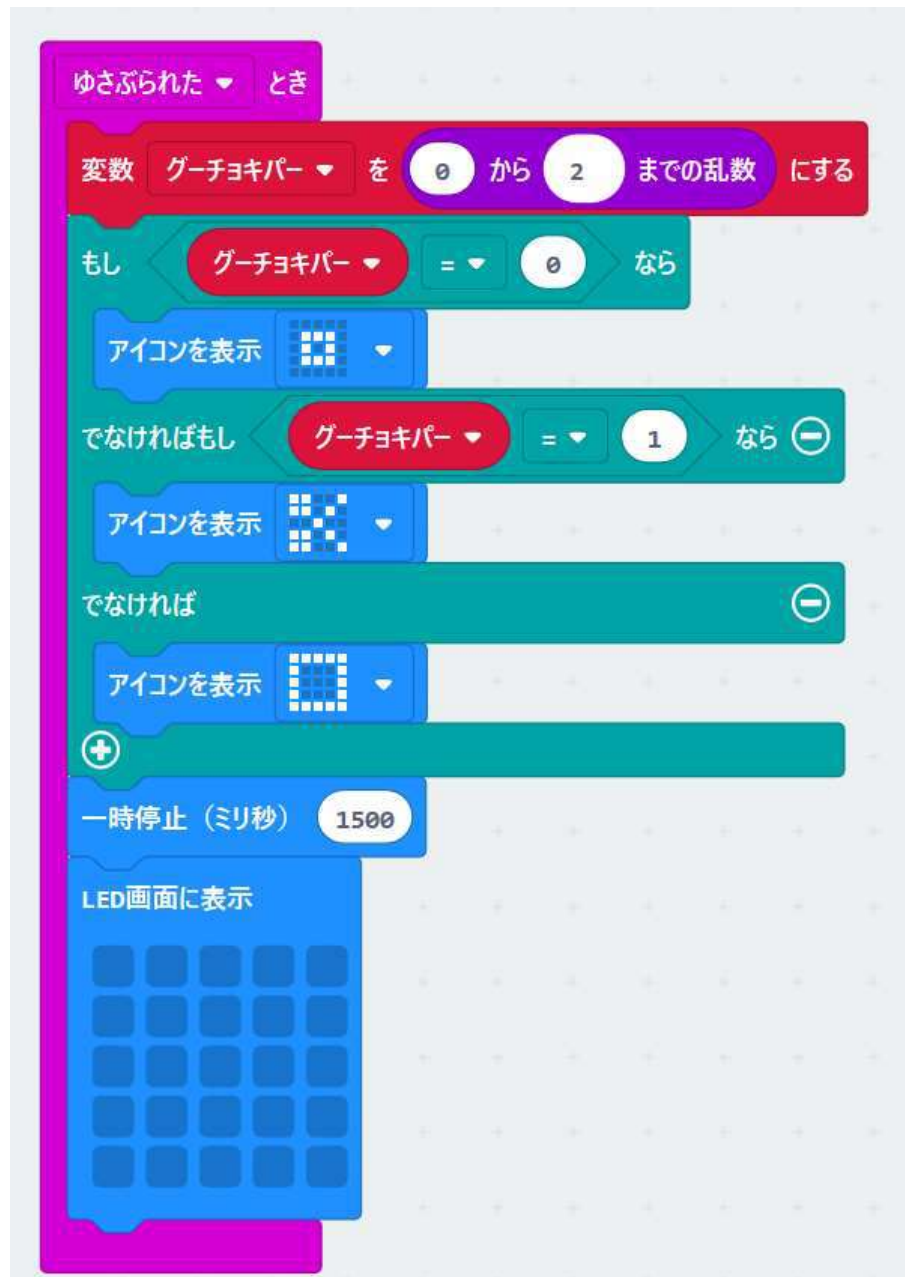 ゆさぶられた とき
変数 グーチョキパー を 0 から 2 までの乱数 にする
もし グーチョキパー = 0 なら
アイコンを表示
でなければもし グーチョキパー = 1 なら
アイコンを表示
でなければ
アイコンを表示
一時停止（ミリ秒） 1500
LED画面に表示